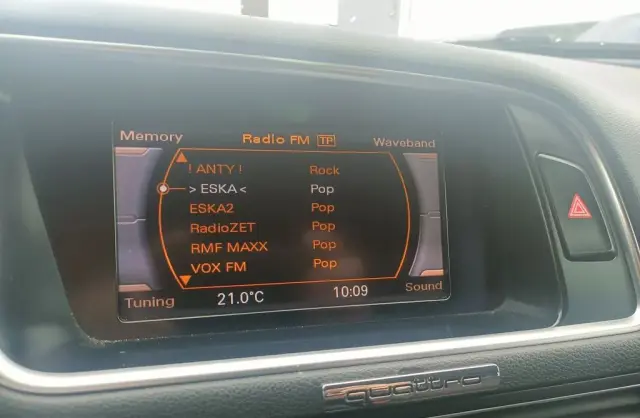 Memory Radio FM TP Waveband
! ANTY ! Rock
> ESKA < Pop
ESKA2 Pop
RadioZET Pop
RMF MAXX Pop
VOX FM Pop
Tuning 21.0°C 10:09 Sound
quattro